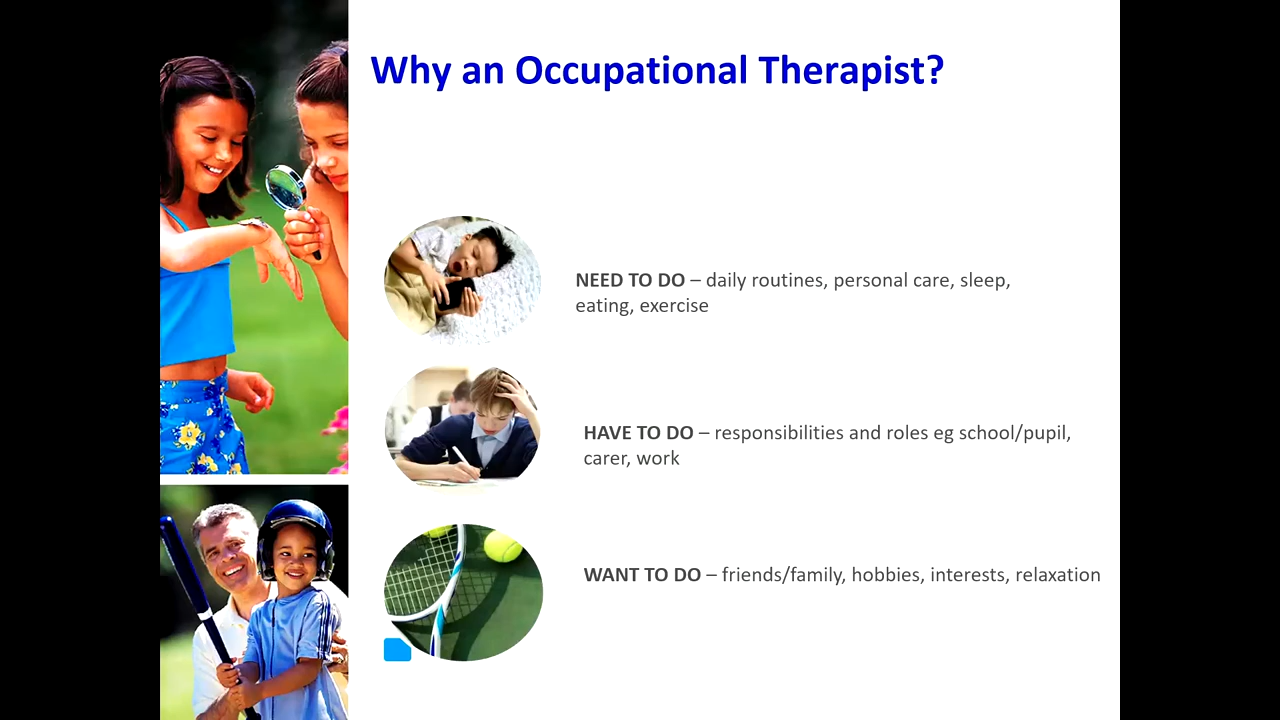 Why an Occupational Therapist?
NEED TO DO – daily routines, personal care, sleep,
eating, exercise
HAVE TO DO – responsibilities and roles eg school/pupil,
carer, work
WANT TO DO – friends/family, hobbies, interests, relaxation